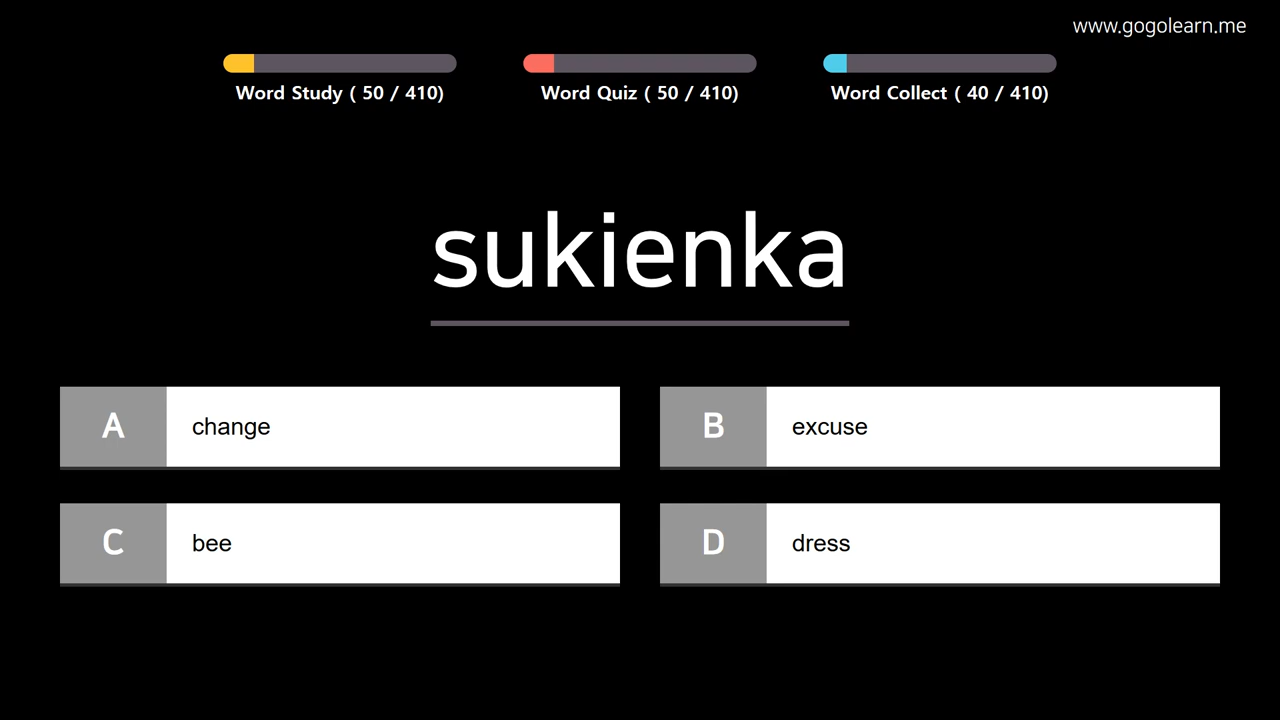 www.gogolearn.me
Word Study ( 50 / 410)
Word Quiz ( 50 / 410)
Word Collect ( 40 / 410)
sukienka
A change
B excuse
C bee
D dress